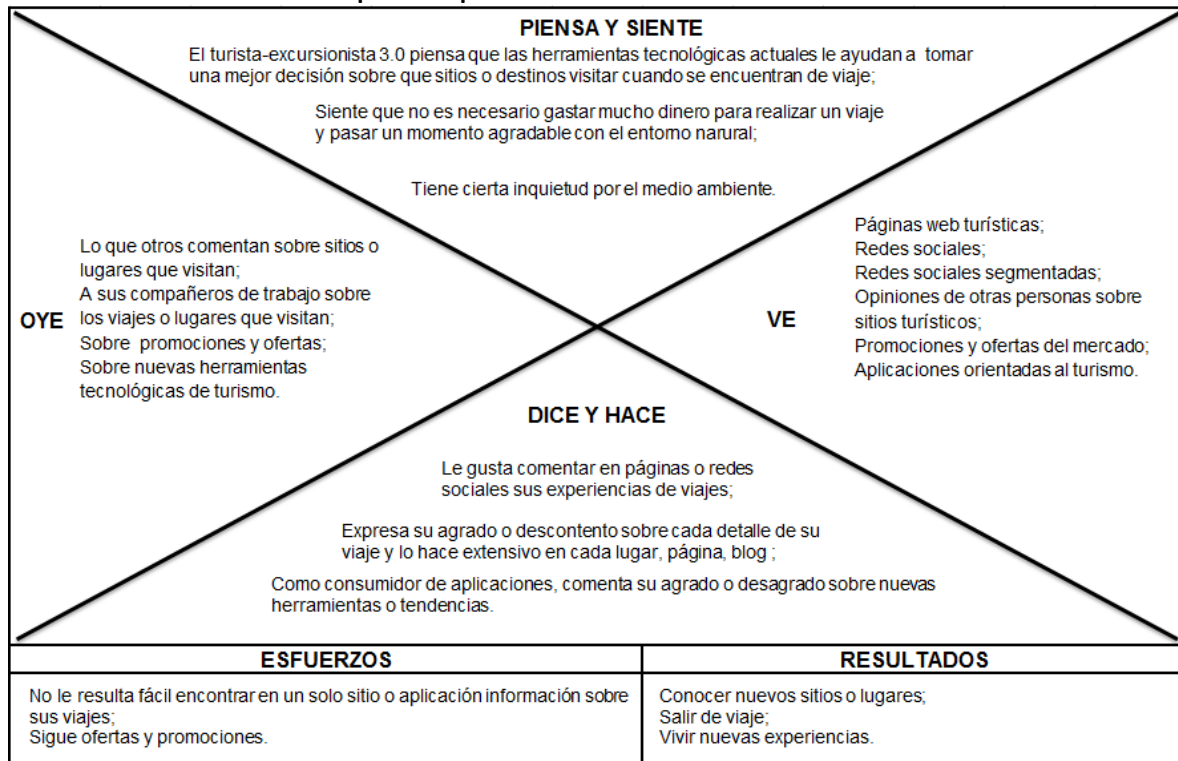 PIENSA Y SIENTE
El turista-excursionista 3.0 piensa que las herramientas tecnológicas actuales le ayudan a tomar
una mejor decisión sobre que sitios o destinos visitar cuando se encuentran de viaje;
Siente que no es necesario gastar mucho dinero para realizar un viaje
y pasar un momento agradable con el entorno narural;
Tiene cierta inquietud por el medio ambiente.
OYE
Lo que otros comentan sobre sitios o
lugares que visitan;
A sus compañeros de trabajo sobre
los viajes o lugares que visitan;
Sobre promociones y ofertas;
Sobre nuevas herramientas
tecnológicas de turismo.
VE
Páginas web turísticas;
Redes sociales;
Redes sociales segmentadas;
Opiniones de otras personas sobre
sitios turísticos;
Promociones y ofertas del mercado;
Aplicaciones orientadas al turismo.
DICE Y HACE
Le gusta comentar en páginas o redes
sociales sus experiencias de viajes;
Expresa su agrado o descontento sobre cada detalle de su
viaje y lo hace extensivo en cada lugar, página, blog ;
Como consumidor de aplicaciones, comenta su agrado o desagrado sobre nuevas
herramientas o tendencias.
ESFUERZOS
No le resulta fácil encontrar en un solo sitio o aplicación información sobre
sus viajes;
Sigue ofertas y promociones.
RESULTADOS
Conocer nuevos sitios o lugares;
Salir de viaje;
Vivir nuevas experiencias.